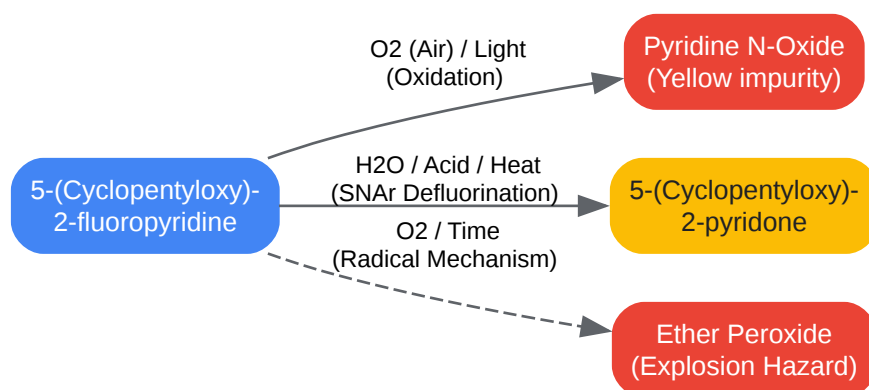 O2 (Air) / Light
(Oxidation)
Pyridine N-Oxide
(Yellow impurity)
5-(Cyclopentyloxy)-
2-fluoropyridine
H2O / Acid / Heat
(SNAr Defluorination)
5-(Cyclopentyloxy)-
2-pyridone
O2 / Time
(Radical Mechanism)
Ether Peroxide
(Explosion Hazard)